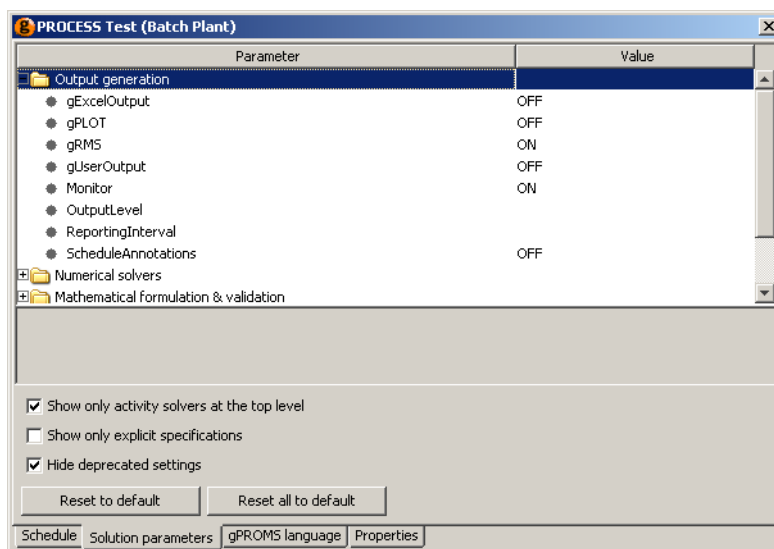 g PROCESS Test (Batch Plant)
Parameter Value
Output generation
gExcelOutput OFF
gPLOT OFF
gRMS ON
gUserOutput OFF
Monitor ON
OutputLevel
ReportingInterval
ScheduleAnnotations OFF
Numerical solvers
Mathematical formulation & validation
Show only activity solvers at the top level
Show only explicit specifications
Hide deprecated settings
Reset to default Reset all to default
Schedule Solution parameters gPROMS language Properties